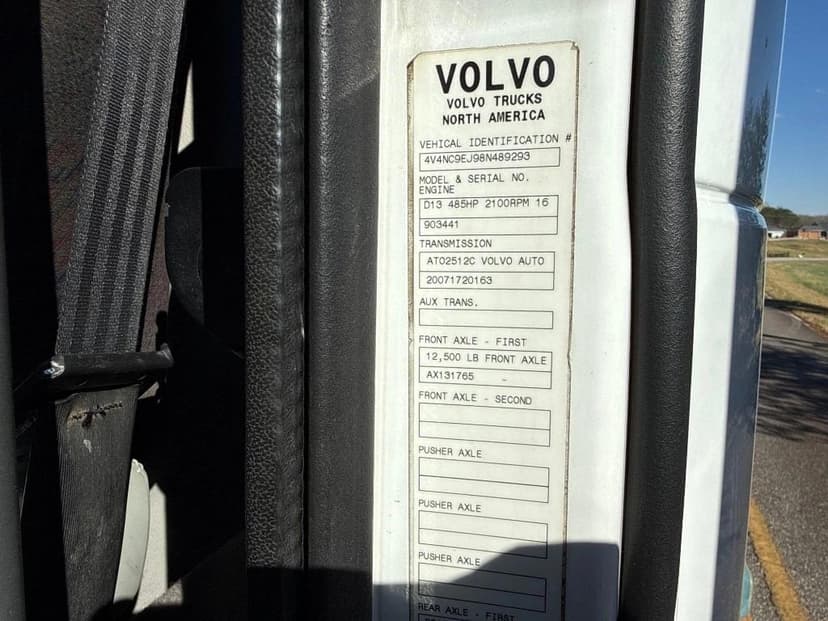 VOLVO
VOLVO TRUCKS
NORTH AMERICA
VEHICAL IDENTIFICATION #
4V4NC9EJ98N489293
MODEL & SERIAL NO.
ENGINE
D13 485HP 2100RPM 16
903441
TRANSMISSION
ATO2512C VOLVO AUTO
20071720163
AUX TRANS.
FRONT AXLE - FIRST
12,500 LB FRONT AXLE
AX131765 -
FRONT AXLE - SECOND
PUSHER AXLE
PUSHER AXLE
PUSHER AXLE
REAR AXLE - FIRST